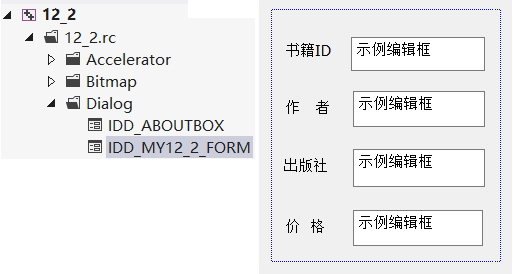 12_2
12_2.rc
Accelerator
Bitmap
Dialog
IDD_ABOUTBOX
IDD_MY12_2_FORM
书籍ID 示例编辑框
作 者 示例编辑框
出版社 示例编辑框
价 格 示例编辑框